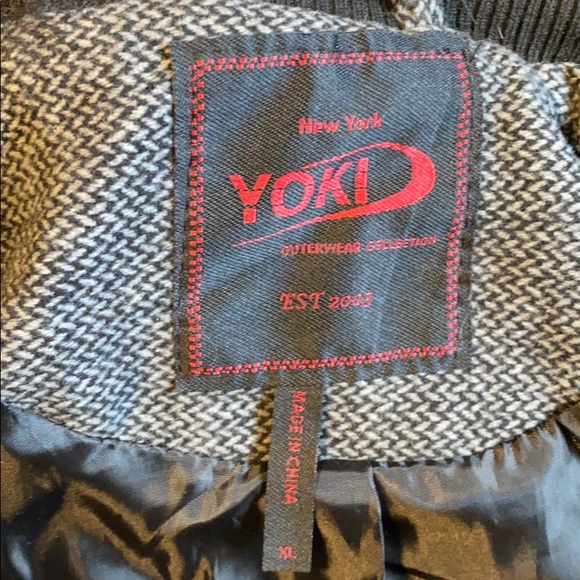 New York
YOKI
OUTERWEAR COLLECTION
EST 2003
MADE IN CHINA
XL